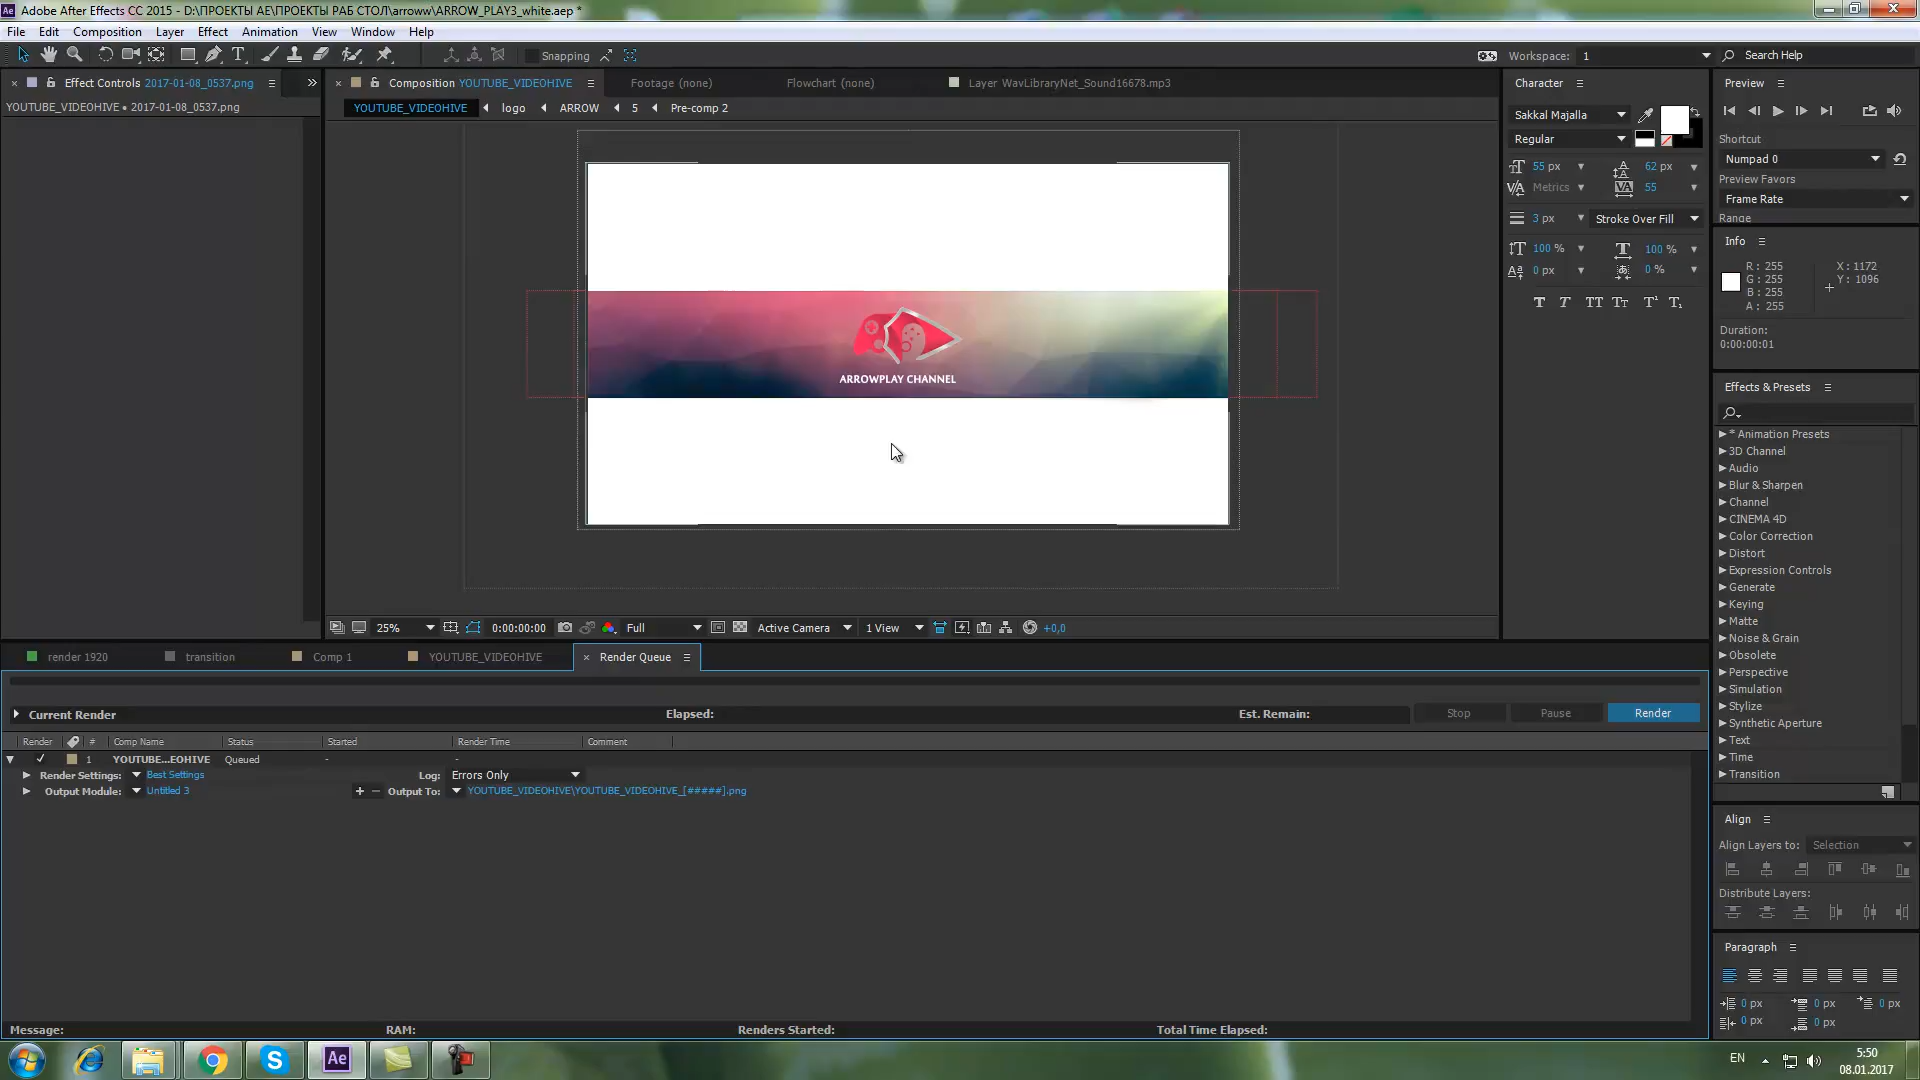 Adobe After Effects CC 2015 - D:\ПРОЕКТЫ AE\ПРОЕКТЫ РАБ СТОЛ\arroww\ARROW_PLAY3_white.aep *
File Edit Composition Layer Effect Animation View Window Help
Snapping
Workspace: 1
Search Help
Effect Controls 2017-01-08_0537.png
YOUTUBE_VIDEOHIVE • 2017-01-08_0537.png
Composition YOUTUBE_VIDEOHIVE
Footage (none)
Flowchart (none)
Layer WavLibraryNet_Sound16678.mp3
YOUTUBE_VIDEOHIVE logo ARROW 5 Pre-comp 2
ARROWPLAY CHANNEL
25% 0:00:00:00 Full Active Camera 1 View +0,0
Character
Sakkal Majalla
Regular
55 px 62 px
Metrics 55
3 px Stroke Over Fill
100 % 100 %
0 px 0 %
T T TT Tт T¹ T₁
Preview
Shortcut
Numpad 0
Preview Favors
Frame Rate
Range
Info
R: 255
G: 255
B: 255
A: 255
X: 1172
Y: 1096
Duration:
0:00:00:01
Effects & Presets
* Animation Presets
3D Channel
Audio
Blur & Sharpen
Channel
CINEMA 4D
Color Correction
Distort
Expression Controls
Generate
Keying
Matte
Noise & Grain
Obsolete
Perspective
Simulation
Stylize
Synthetic Aperture
Text
Time
Transition
Align
Align Layers to: Selection
Distribute Layers:
Paragraph
0 px 0 px 0 px
0 px 0 px
render 1920 transition Comp 1 YOUTUBE_VIDEOHIVE Render Queue
Current Render Elapsed: Est. Remain: Stop Pause Render
Render # Comp Name Status Started Render Time Comment
1 YOUTUBE...EOHIVE Queued - -
Render Settings: Best Settings Log: Errors Only
Output Module: Untitled 3 + − Output To: YOUTUBE_VIDEOHIVE\YOUTUBE_VIDEOHIVE_[#####].png
Message: RAM: Renders Started: Total Time Elapsed:
EN
5:50
08.01.2017